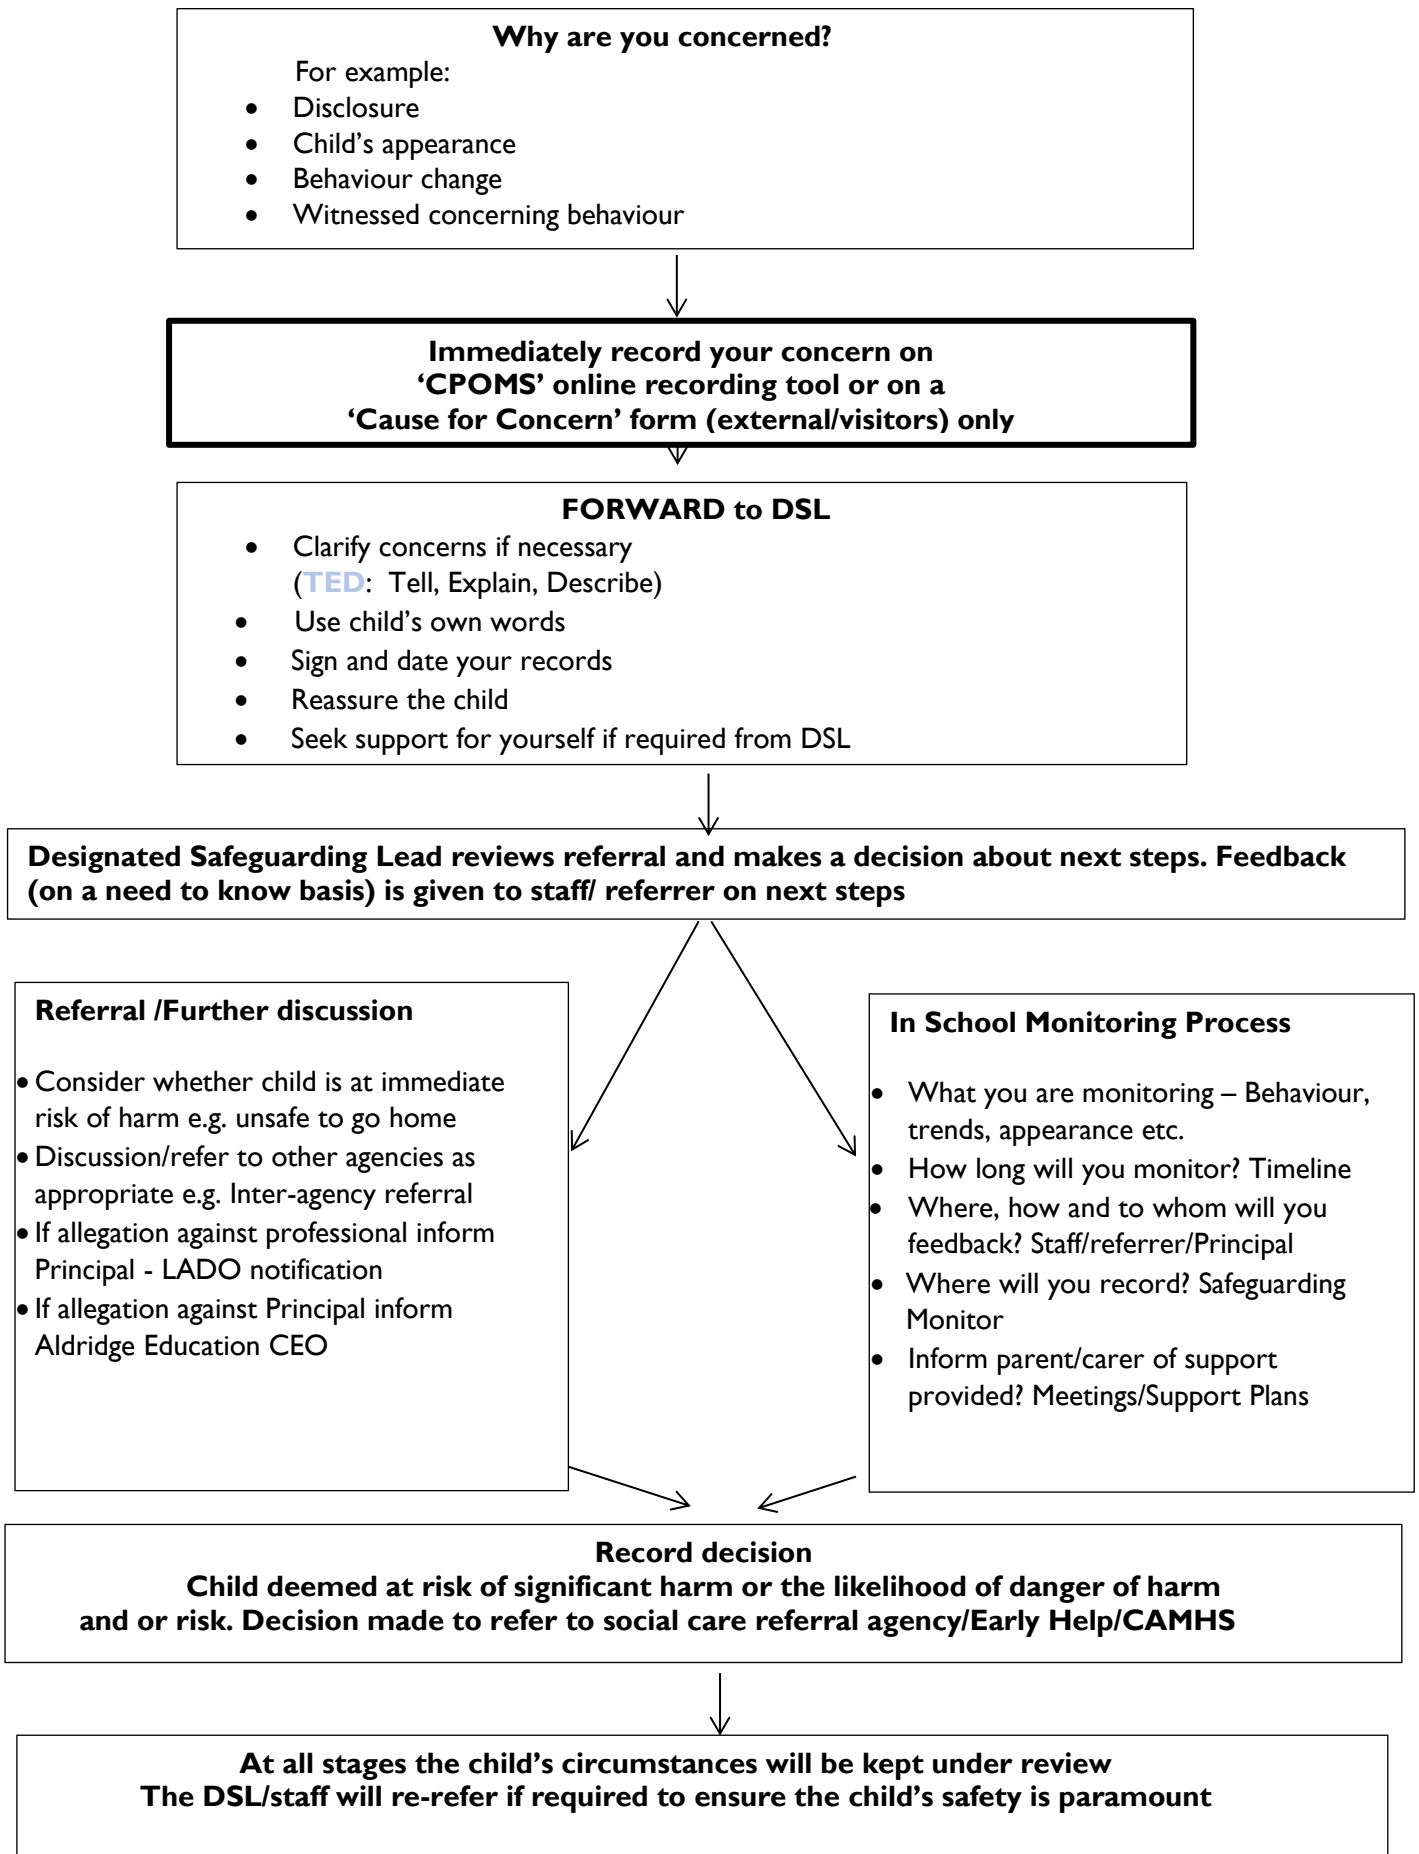 Why are you concerned?
For example:
• Disclosure
• Child’s appearance
• Behaviour change
• Witnessed concerning behaviour
Immediately record your concern on
‘CPOMS’ online recording tool or on a
‘Cause for Concern’ form (external/visitors) only
FORWARD to DSL
• Clarify concerns if necessary
(TED: Tell, Explain, Describe)
• Use child’s own words
• Sign and date your records
• Reassure the child
• Seek support for yourself if required from DSL
Designated Safeguarding Lead reviews referral and makes a decision about next steps. Feedback
(on a need to know basis) is given to staff/ referrer on next steps
Referral /Further discussion
• Consider whether child is at immediate
risk of harm e.g. unsafe to go home
• Discussion/refer to other agencies as
appropriate e.g. Inter-agency referral
• If allegation against professional inform
Principal - LADO notification
• If allegation against Principal inform
Aldridge Education CEO
In School Monitoring Process
• What you are monitoring – Behaviour,
trends, appearance etc.
• How long will you monitor? Timeline
• Where, how and to whom will you
feedback? Staff/referrer/Principal
• Where will you record? Safeguarding
Monitor
• Inform parent/carer of support
provided? Meetings/Support Plans
Record decision
Child deemed at risk of significant harm or the likelihood of danger of harm
and or risk. Decision made to refer to social care referral agency/Early Help/CAMHS
At all stages the child’s circumstances will be kept under review
The DSL/staff will re-refer if required to ensure the child’s safety is paramount